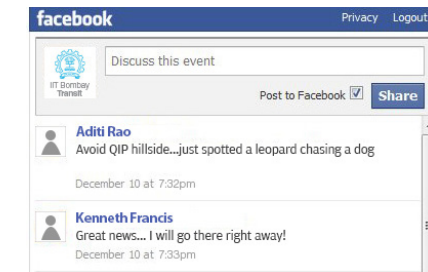 facebook
Privacy Logout
Discuss this event
IIT Bombay
Transit
Post to Facebook Share
Aditi Rao
Avoid QIP hillside...just spotted a leopard chasing a dog
December 10 at 7:32pm
Kenneth Francis
Great news... I will go there right away!
December 10 at 7:33pm